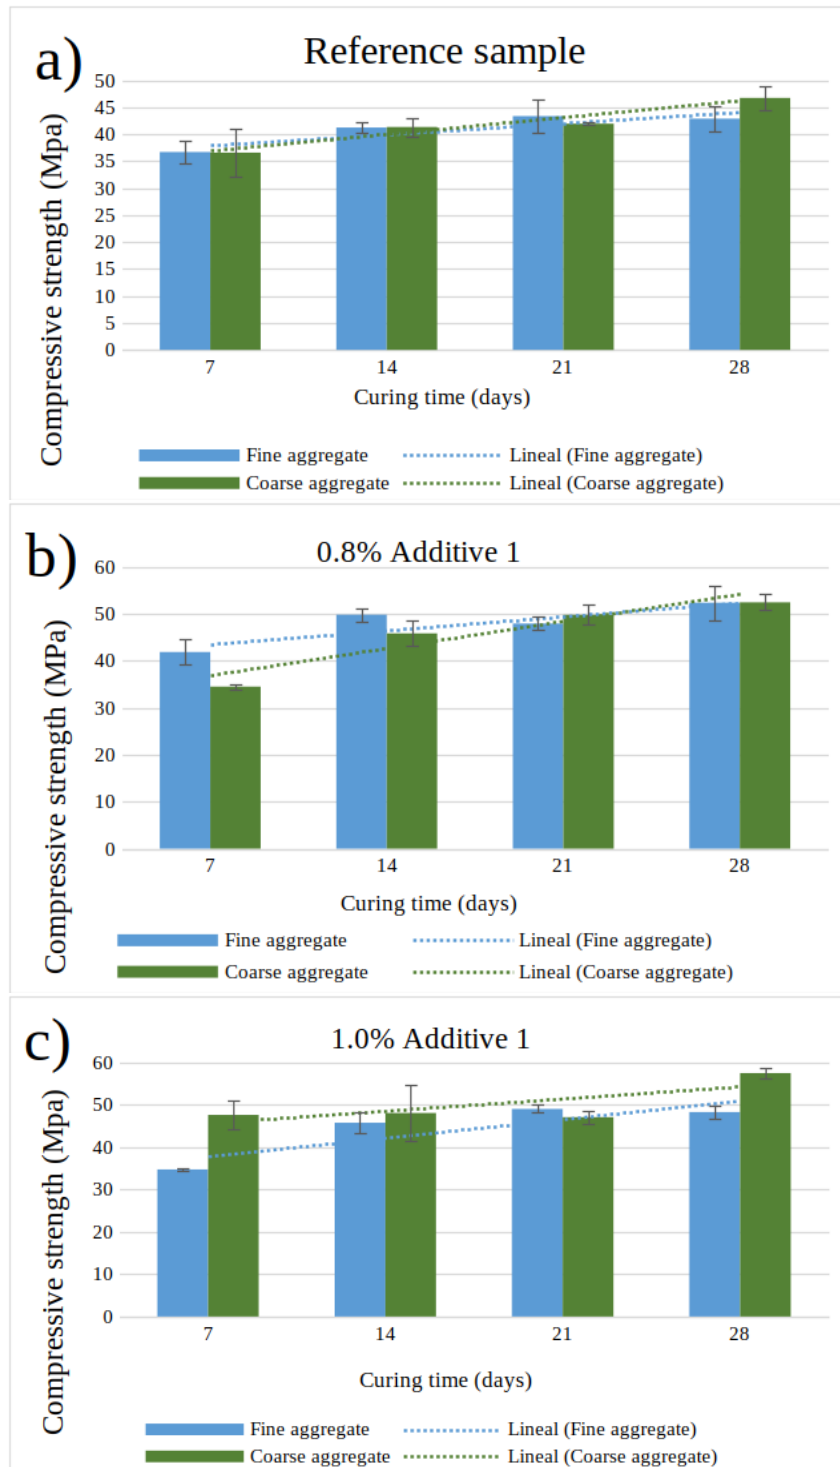 a) Reference sample
Compressive strength (Mpa)
50
45
40
35
30
25
20
15
10
5
0
7 14 21 28
Curing time (days)
Fine aggregate Lineal (Fine aggregate)
Coarse aggregate Lineal (Coarse aggregate)
b) 0.8% Additive 1
Compressive strength (MPa)
60
50
40
30
20
10
0
7 14 21 28
Curing time (days)
Fine aggregate Lineal (Fine aggregate)
Coarse aggregate Lineal (Coarse aggregate)
c) 1.0% Additive 1
Compressive strength (Mpa)
60
50
40
30
20
10
0
7 14 21 28
Curing time (days)
Fine aggregate Lineal (Fine aggregate)
Coarse aggregate Lineal (Coarse aggregate)